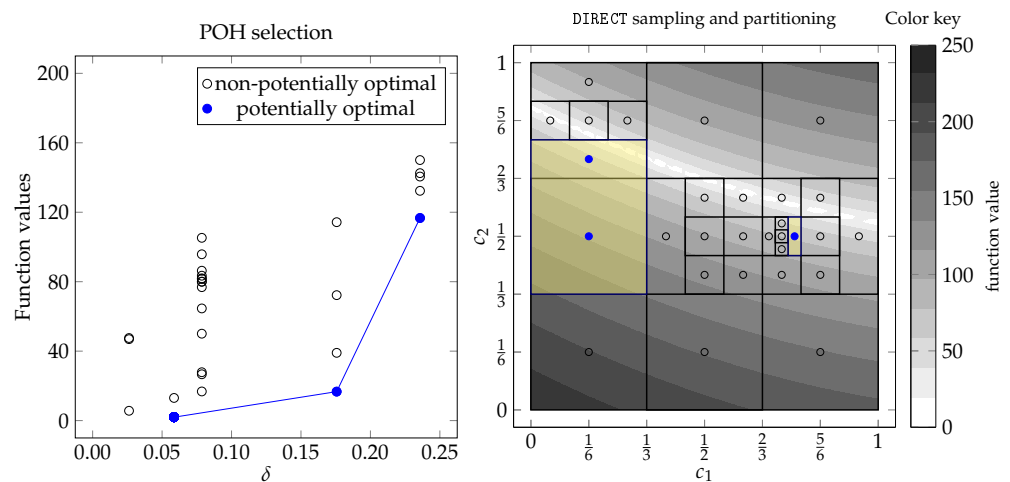 POH selection
Function values
200
160
120
80
40
0
non-potentially optimal
potentially optimal
0.00 0.05 0.10 0.15 0.20 0.25
δ
DIRECT sampling and partitioning
c2
1
5/6
2/3
1/2
1/3
1/6
0
0 1/6 1/3 1/2 2/3 5/6 1
c1
Color key
250
200
150
100
50
0
function value